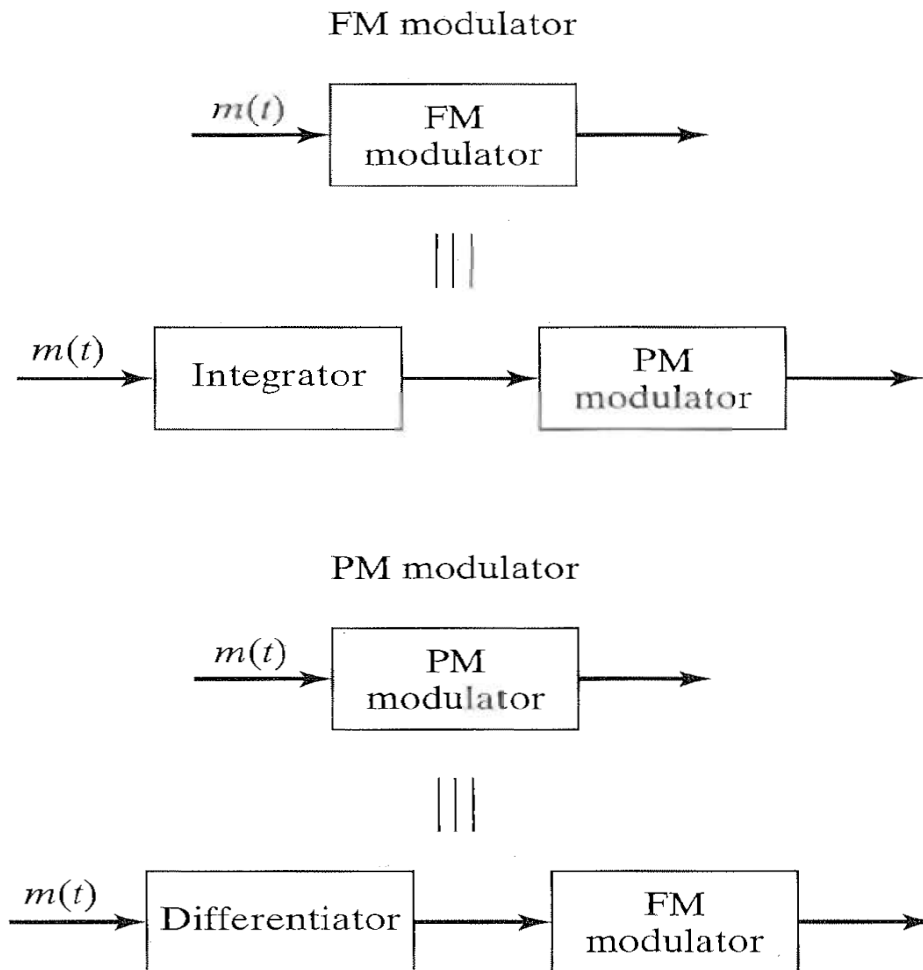 FM modulator
m(t)
FM
modulator
m(t)
Integrator
PM
modulator
PM modulator
m(t)
PM
modulator
m(t)
Differentiator
FM
modulator